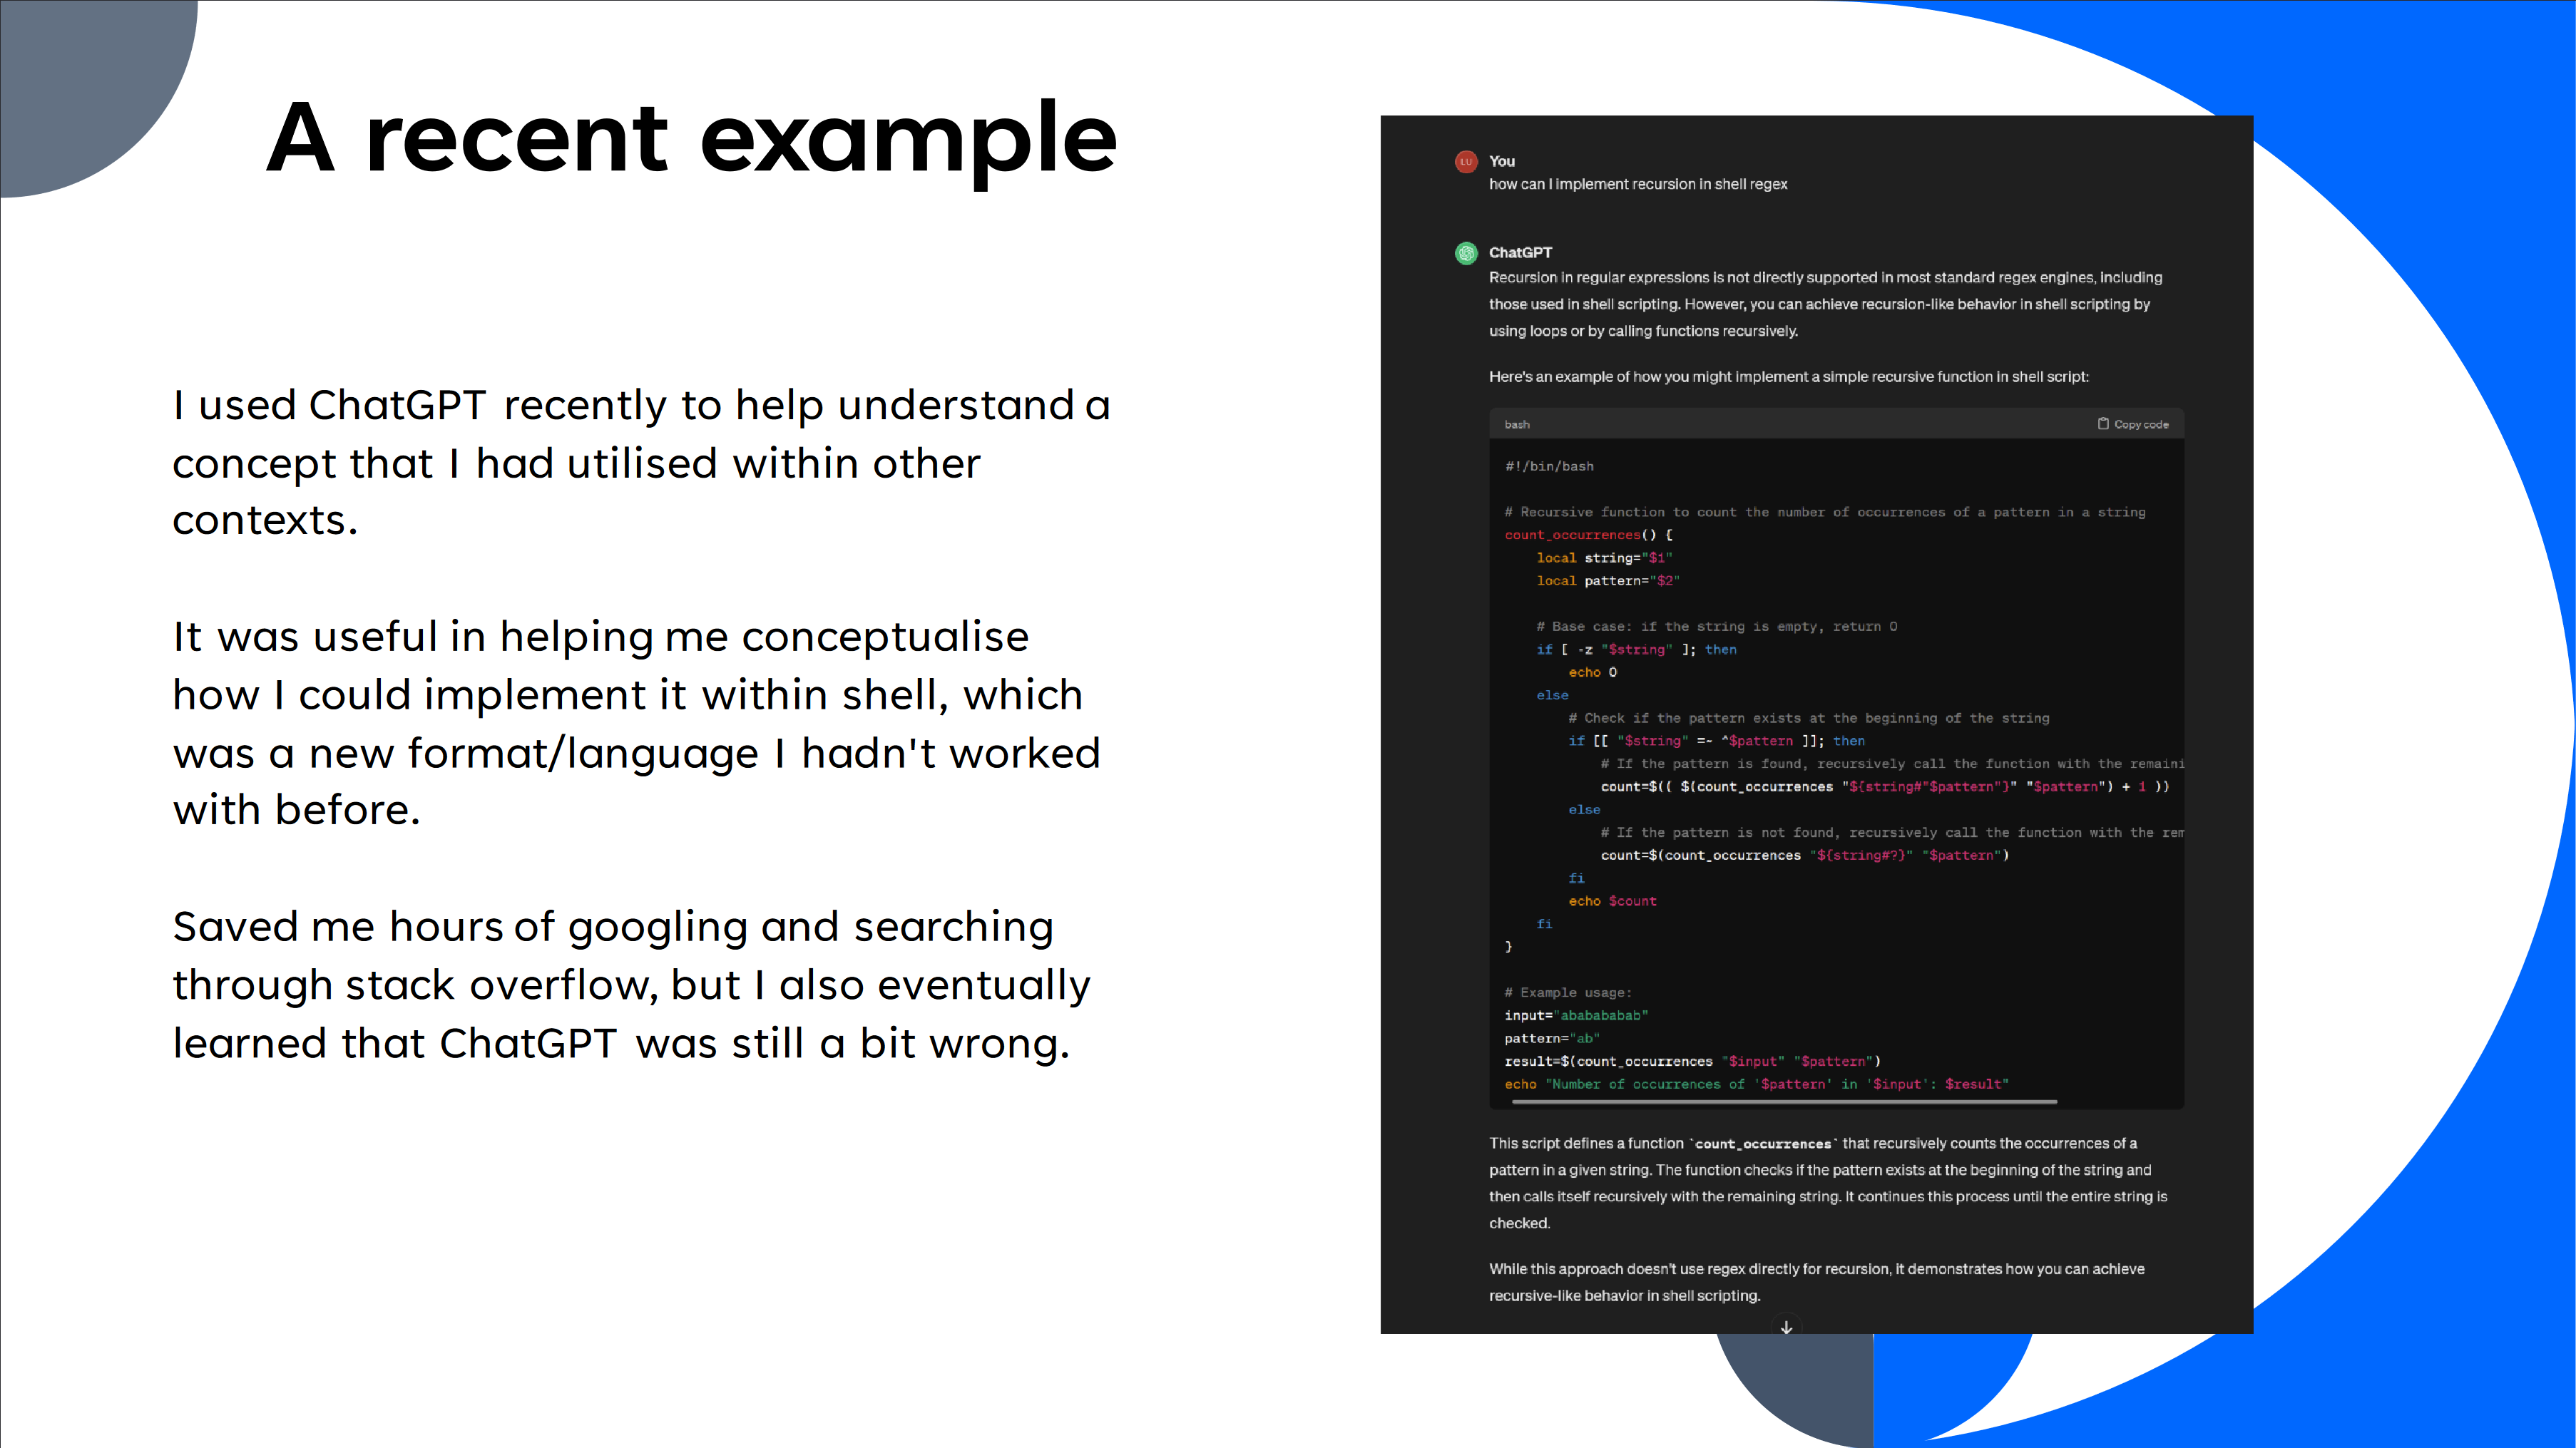 A recent example
I used ChatGPT recently to help understand a
concept that I had utilised within other
contexts.
It was useful in helping me conceptualise
how I could implement it within shell, which
was a new format/language I hadn't worked
with before.
Saved me hours of googling and searching
through stack overflow, but I also eventually
learned that ChatGPT was still a bit wrong.
LU
You
how can I implement recursion in shell regex
ChatGPT
Recursion in regular expressions is not directly supported in most standard regex engines, including
those used in shell scripting. However, you can achieve recursion-like behavior in shell scripting by
using loops or by calling functions recursively.
Here's an example of how you might implement a simple recursive function in shell script:
bash Copy code
#!/bin/bash
# Recursive function to count the number of occurrences of a pattern in a string
count_occurrences() {
    local string="$1"
    local pattern="$2"
    # Base case: if the string is empty, return 0
    if [ -z "$string" ]; then
        echo 0
    else
        # Check if the pattern exists at the beginning of the string
        if [[ "$string" =~ ^$pattern ]]; then
            # If the pattern is found, recursively call the function with the remaini
            count=$(( $(count_occurrences "${string#"$pattern"}" "$pattern") + 1 ))
        else
            # If the pattern is not found, recursively call the function with the rem
            count=$(count_occurrences "${string#?}" "$pattern")
        fi
        echo $count
    fi
}
# Example usage:
input="ababababab"
pattern="ab"
result=$(count_occurrences "$input" "$pattern")
echo "Number of occurrences of '$pattern' in '$input': $result"
This script defines a function `count_occurrences` that recursively counts the occurrences of a
pattern in a given string. The function checks if the pattern exists at the beginning of the string and
then calls itself recursively with the remaining string. It continues this process until the entire string is
checked.
While this approach doesn't use regex directly for recursion, it demonstrates how you can achieve
recursive-like behavior in shell scripting.